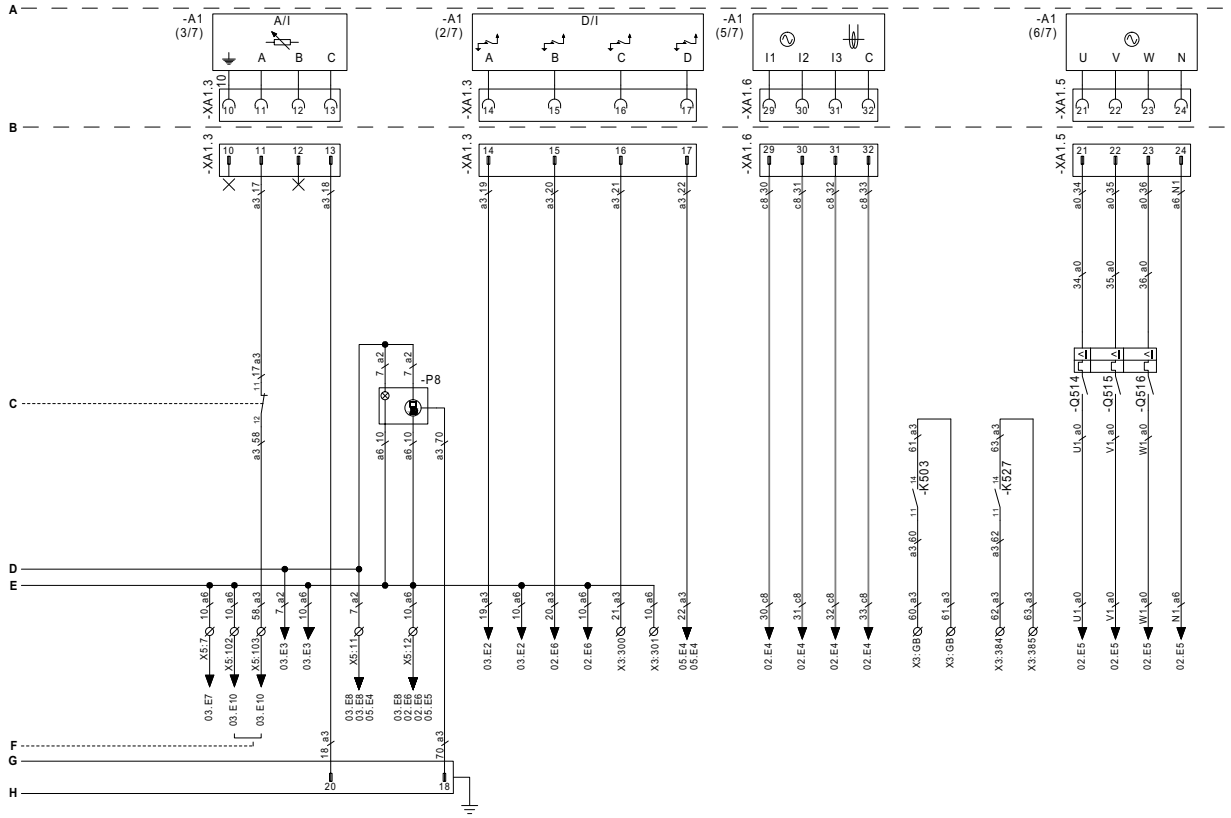 A
-A1
(3/7)
A/I
A B C
10
-XA1.3
10 11 12 13
-A1
(2/7)
D/I
A B C D
-XA1.3
14 15 16 17
-A1
(5/7)
I1 I2 I3 C
-XA1.6
29 30 31 32
-A1
(6/7)
U V W N
-XA1.5
21 22 23 24
B
-XA1.3
10 11 12 13
-XA1.3
14 15 16 17
-XA1.6
29 30 31 32
-XA1.5
21 22 23 24
a3.17
a3.18
a3.19
a3.20
a3.21
a3.22
c8.30
c8.31
c8.32
c8.33
a0.34
a0.35
a0.36
a6.N1
34.a0
35.a0
36.a0
17.a3
11
7.a2
7.a2
-P8
-Q514
-Q515
-Q516
C
12
a3.58
a6.10
a6.10
a3.70
61.a3
-K503
14
11
a3.60
63.a3
-K527
14
11
a3.62
U1.a0
V1.a0
W1.a0
D
E
10.a6
10.a6
58.a3
7.a2
10.a6
7.a2
10.a6
19.a3
10.a6
20.a3
10.a6
21.a3
10.a6
22.a3
30.c8
31.c8
32.c8
33.c8
60.a3
61.a3
62.a3
63.a3
U1.a0
V1.a0
W1.a0
N1.a6
X5:7
X5:102
X5:103
03.E3
03.E3
X5:11
X5:12
03.E2
03.E2
02.E6
02.E6
X3:300
X3:301
05.E4
05.E4
02.E4
02.E4
02.E4
02.E4
X3:GB
X3:GB
X3:384
X3:385
02.E5
02.E5
02.E5
02.E5
03.E7
03.E10
03.E10
03.E8
03.E8
05.E4
03.E8
02.E6
02.E6
05.E5
F
18.a3
70.a3
G
20
18
H